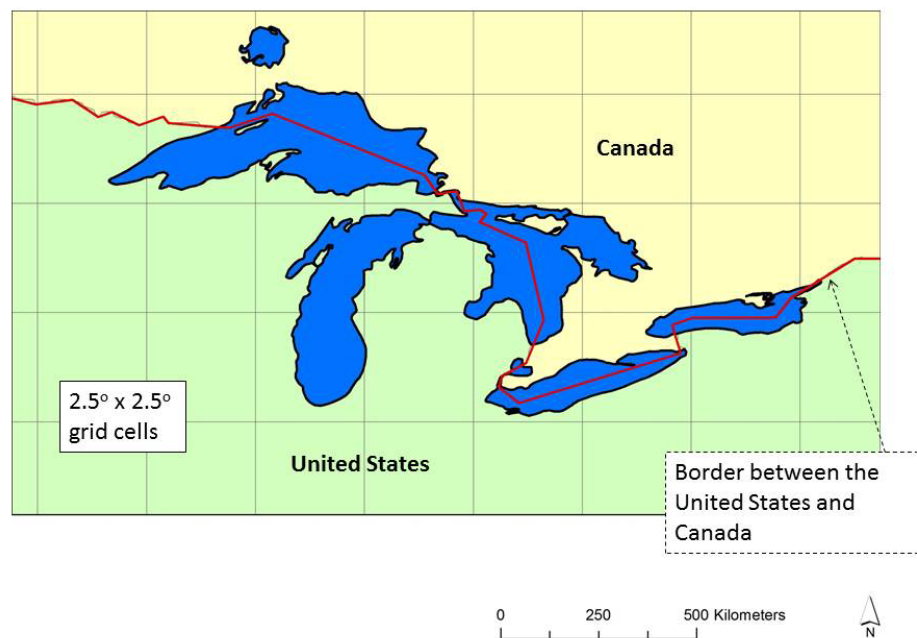 Canada
2.5° x 2.5°
grid cells
United States
Border between the
United States and
Canada
0 250 500 Kilometers
N